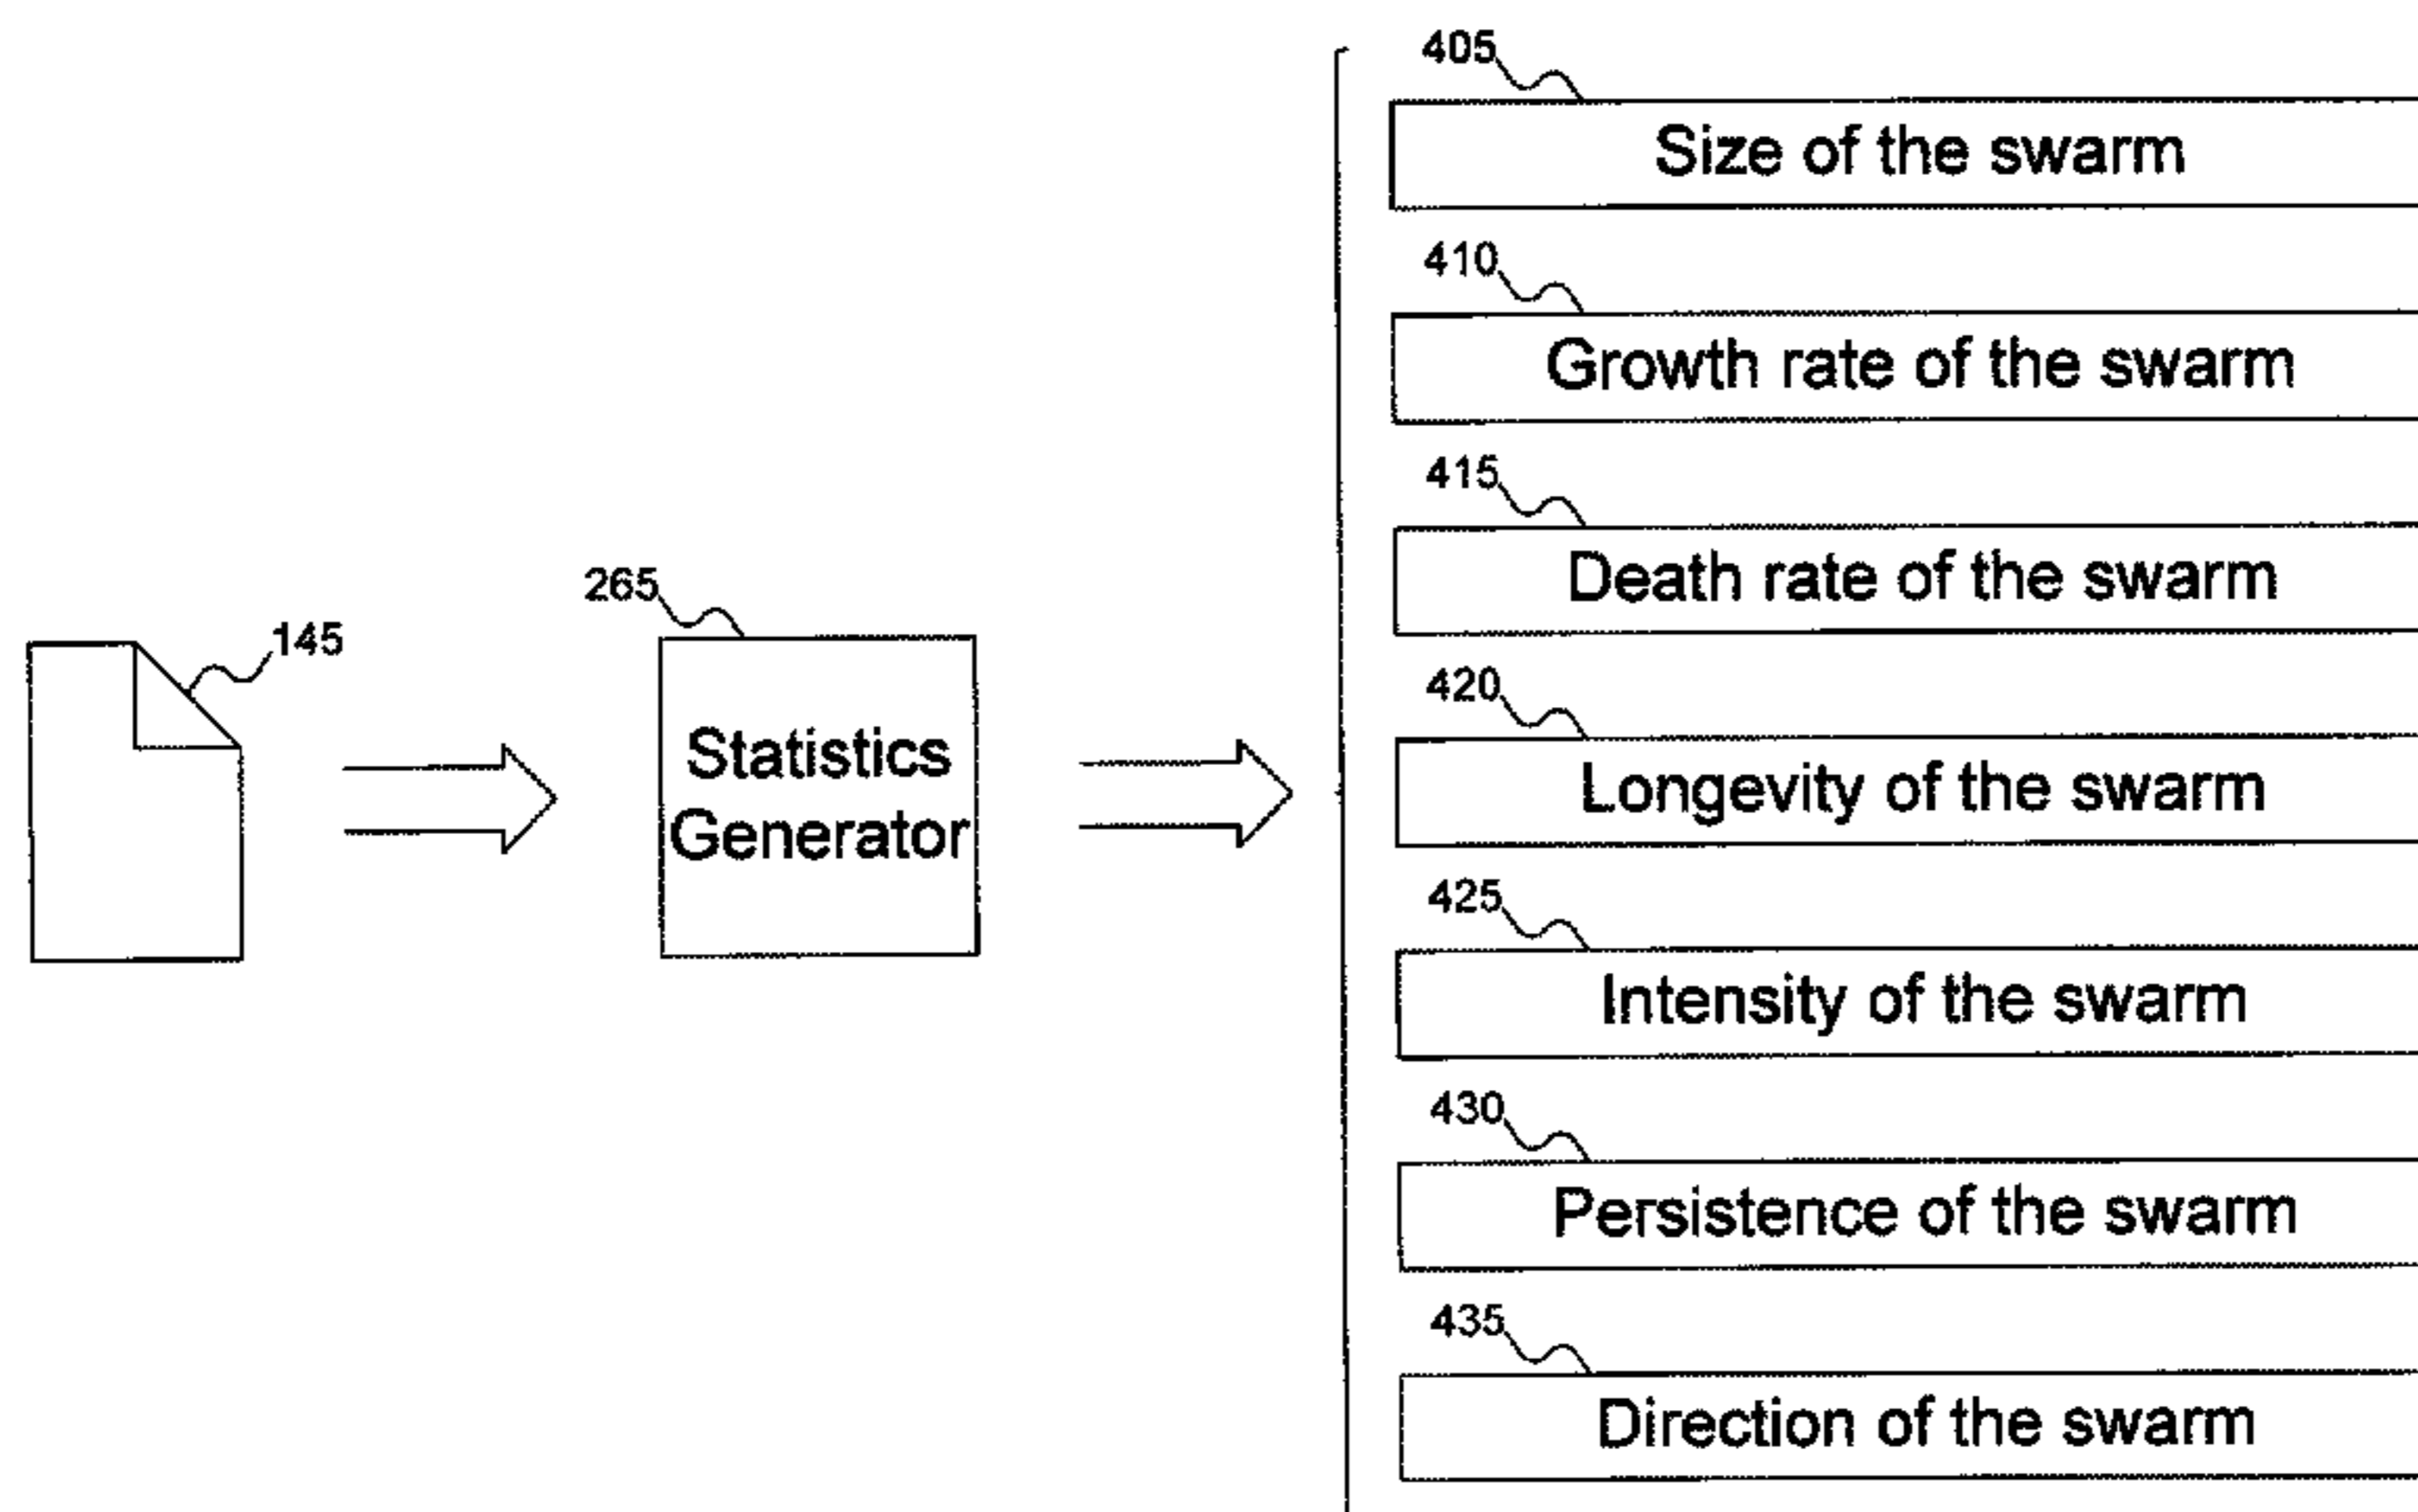 405
Size of the swarm
410
Growth rate of the swarm
415
Death rate of the swarm
265
145
Statistics
Generator
420
Longevity of the swarm
425
Intensity of the swarm
430
Persistence of the swarm
435
Direction of the swarm